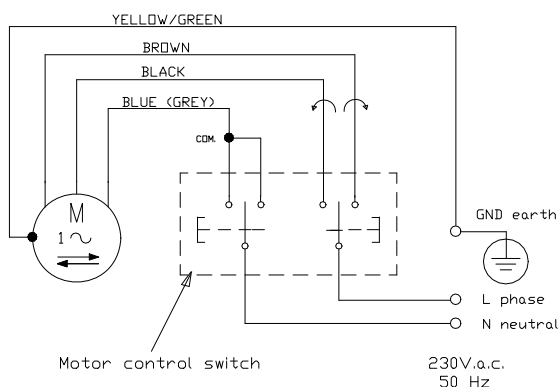 YELLOW/GREEN
BROWN
BLACK
BLUE (GREY)
COM.
M
1
GND earth
L phase
N neutral
Motor control switch
230V.a.c.
50 Hz